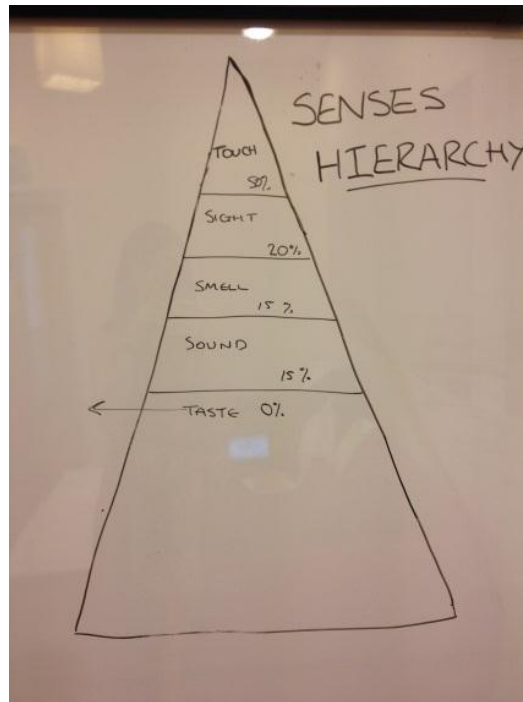 SENSES
HIERARCHY
TOUCH
50%
SIGHT
20%
SMELL
15%
SOUND
15%
TASTE 0%